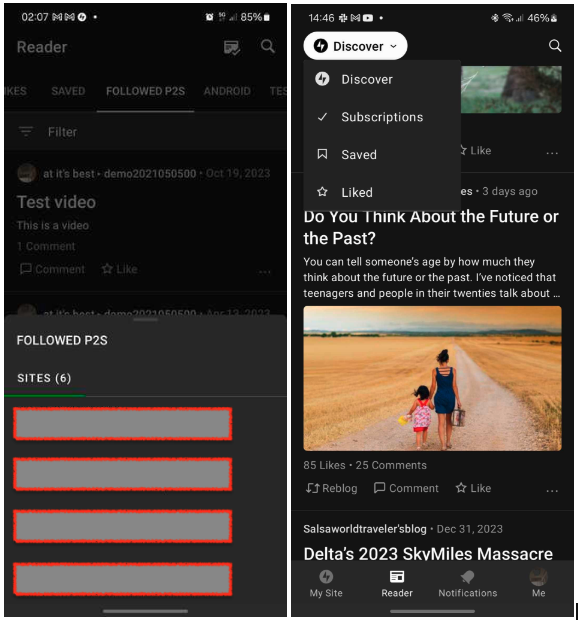 02:07
85%
Reader
IKES SAVED FOLLOWED P2S ANDROID TES
Filter
at it's best • demo2021050500 • Oct 19, 2023
Test video
This is a video
1 Comment
Comment Like
at it's best • demo2021050500 • Apr 13, 2023
FOLLOWED P2S
SITES (6)
14:46
46%
Discover
Discover
Subscriptions
Saved
Liked
Like
es • 3 days ago
Do You Think About the Future or
the Past?
You can tell someone's age by how much they
think about the future or the past. I've noticed that
teenagers and people in their twenties talk about ...
85 Likes • 25 Comments
Reblog Comment Like
Salsaworldtraveler'sblog • Dec 31, 2023
Delta's 2023 SkyMiles Massacre
My Site Reader Notifications Me